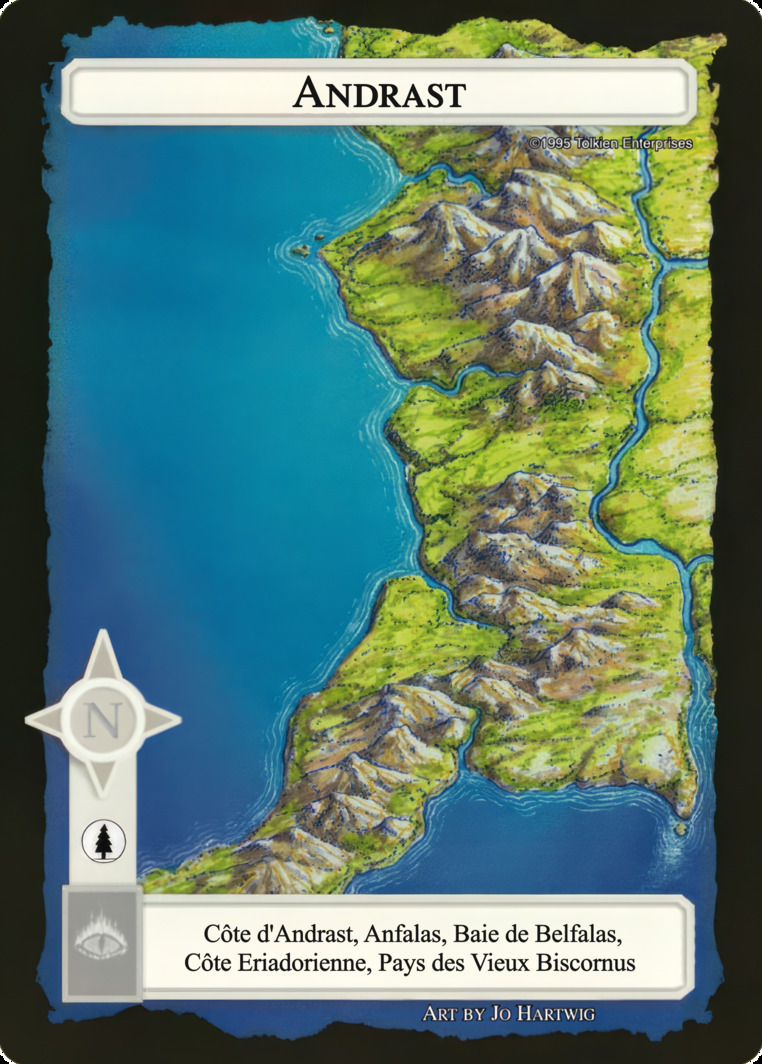 ANDRAST
©1995 Tolkien Enterprises
N
Côte d'Andrast, Anfalas, Baie de Belfalas,
Côte Eriadorienne, Pays des Vieux Biscornus
ART BY JO HARTWIG